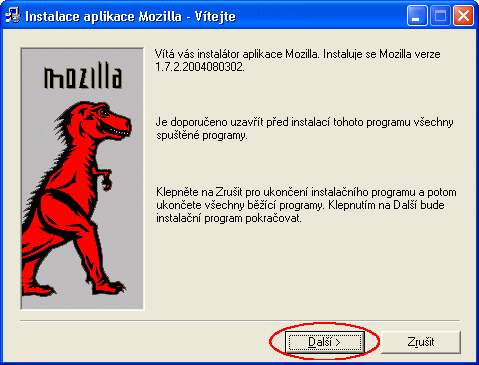 Instalace aplikace Mozilla - Vítejte
mozilla
Vítá vás instalátor aplikace Mozilla. Instaluje se Mozilla verze
1.7.2.2004080302.
Je doporučeno uzavřít před instalací tohoto programu všechny
spuštěné programy.
Klepněte na Zrušit pro ukončení instalačního programu a potom
ukončete všechny běžící programy. Klepnutím na Další bude
instalační program pokračovat.
Další >
Zrušit